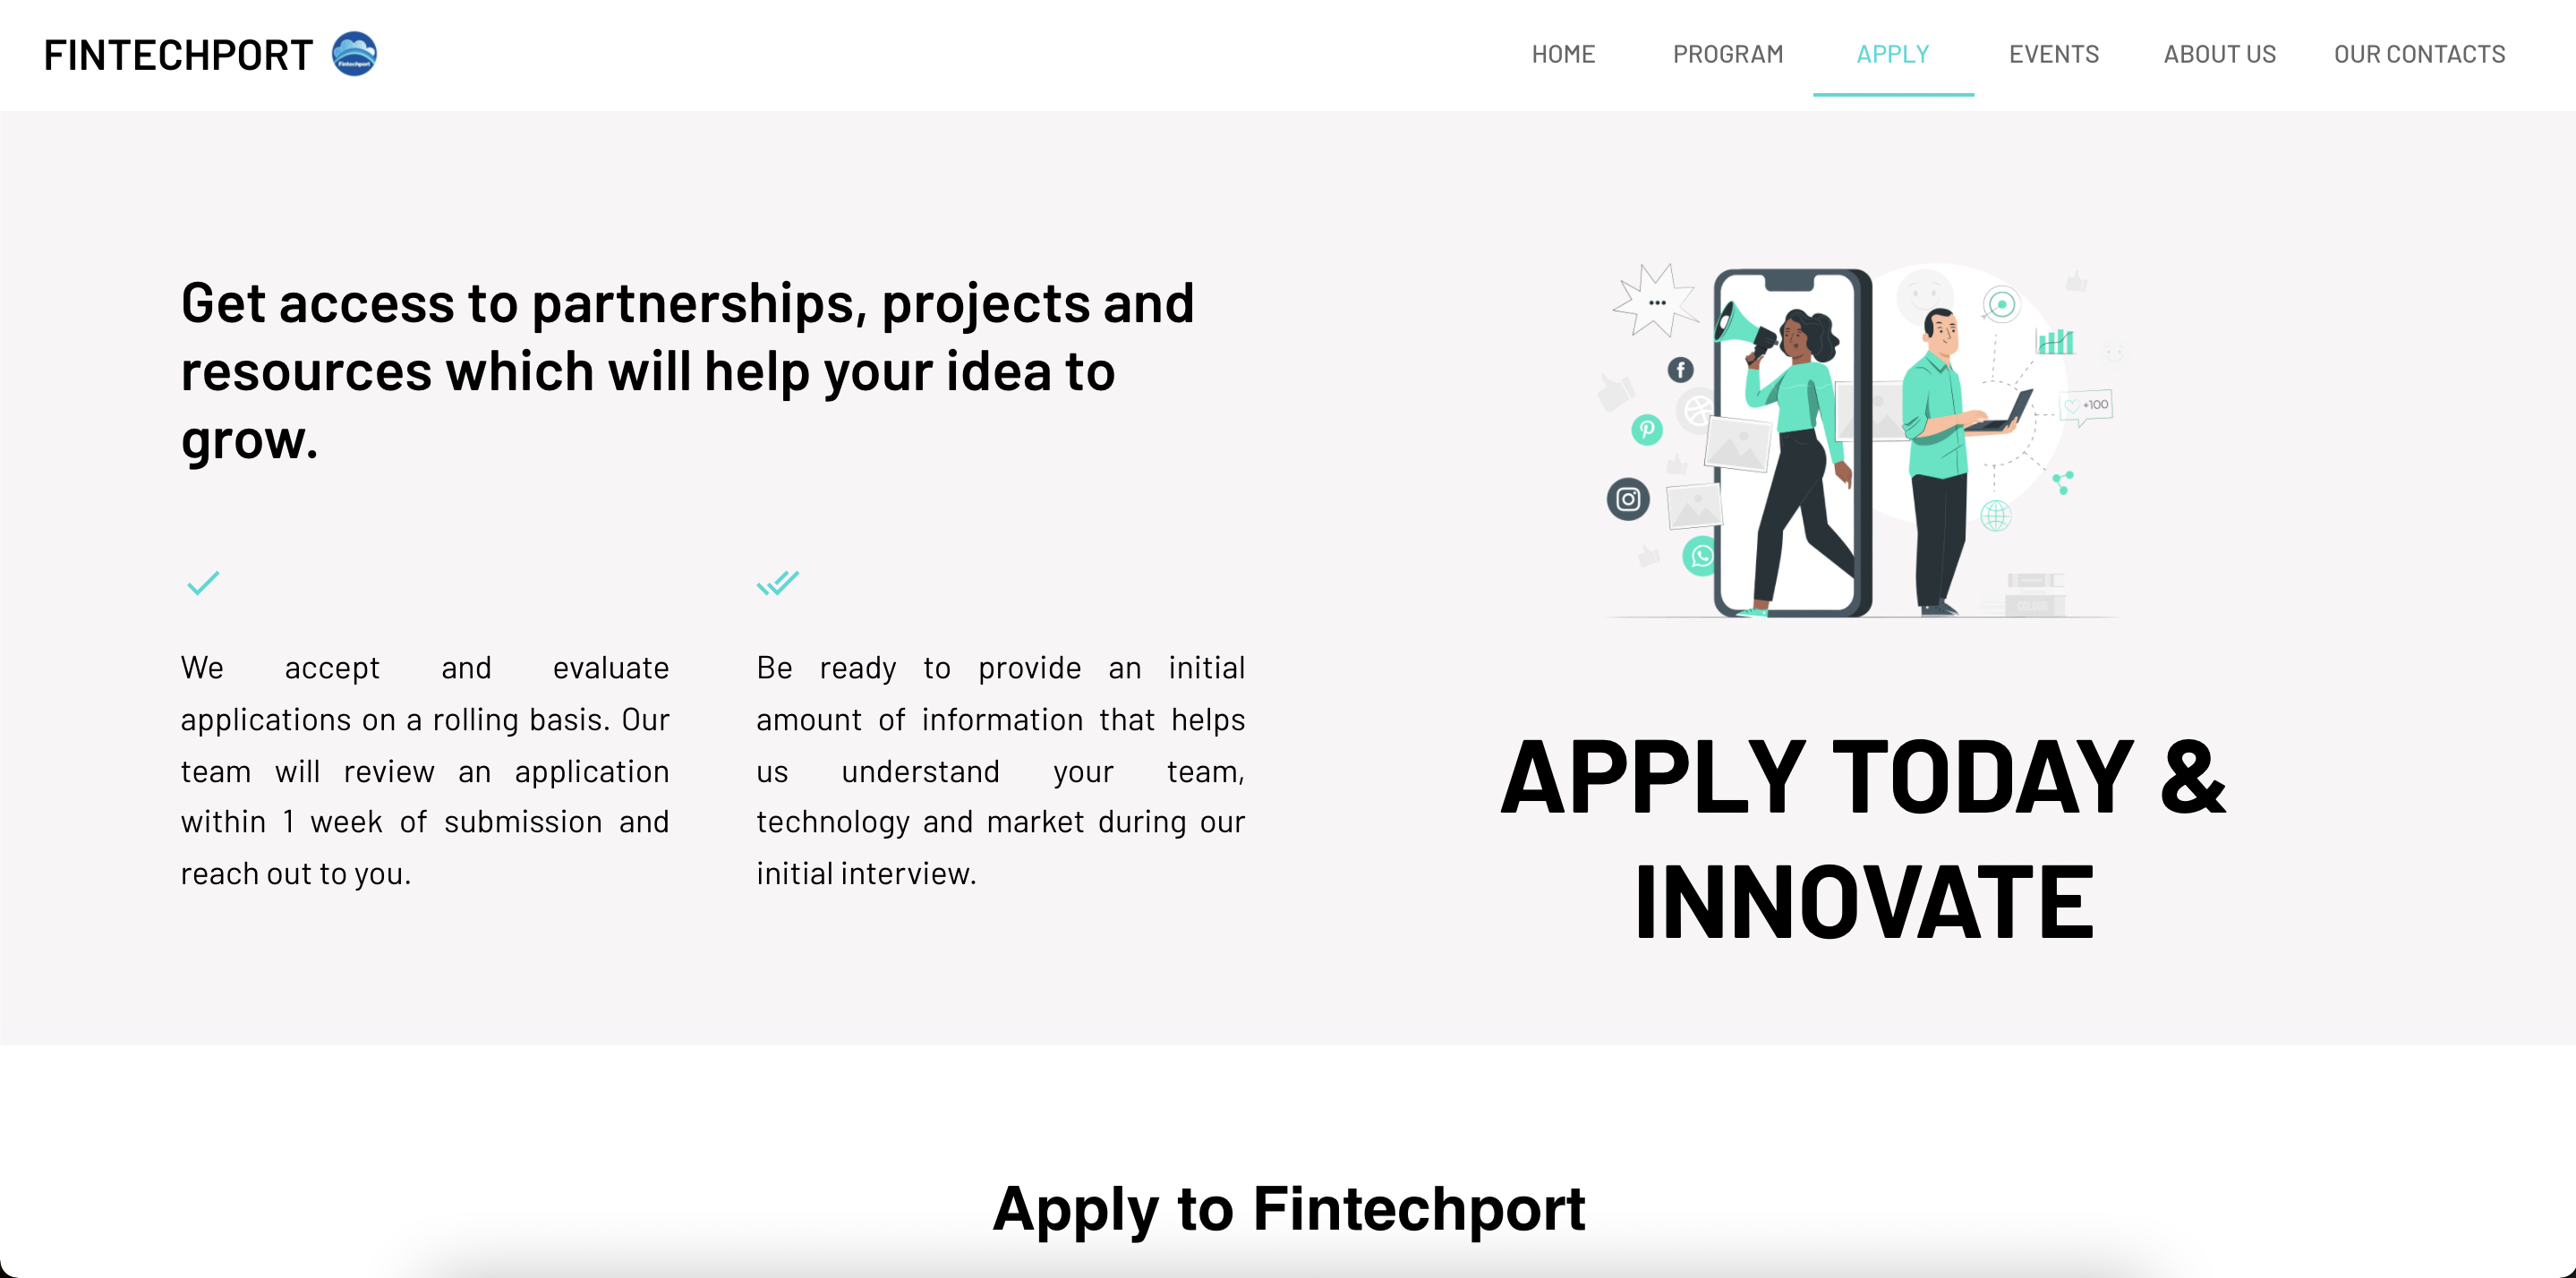 FINTECHPORT
Fintechport
HOME
PROGRAM
APPLY
EVENTS
ABOUT US
OUR CONTACTS
Get access to partnerships, projects and
resources which will help your idea to
grow.
We accept and evaluate
applications on a rolling basis. Our
team will review an application
within 1 week of submission and
reach out to you.
Be ready to provide an initial
amount of information that helps
us understand your team,
technology and market during our
initial interview.
+100
COLOUR
APPLY TODAY &
INNOVATE
Apply to Fintechport